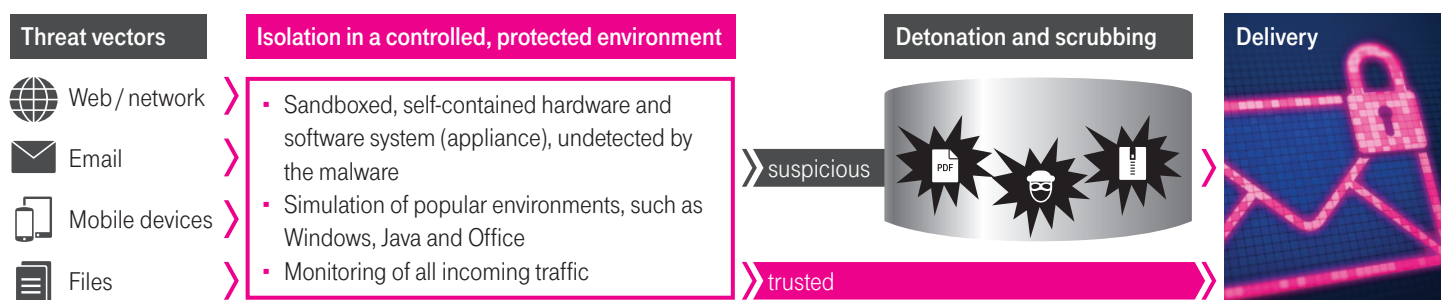 Threat vectors
Isolation in a controlled, protected environment
Detonation and scrubbing
Delivery
Web / network
Email
Mobile devices
Files
▪ Sandboxed, self-contained hardware and
software system (appliance), undetected by
the malware
▪ Simulation of popular environments, such as
Windows, Java and Office
▪ Monitoring of all incoming traffic
suspicious
trusted
PDF